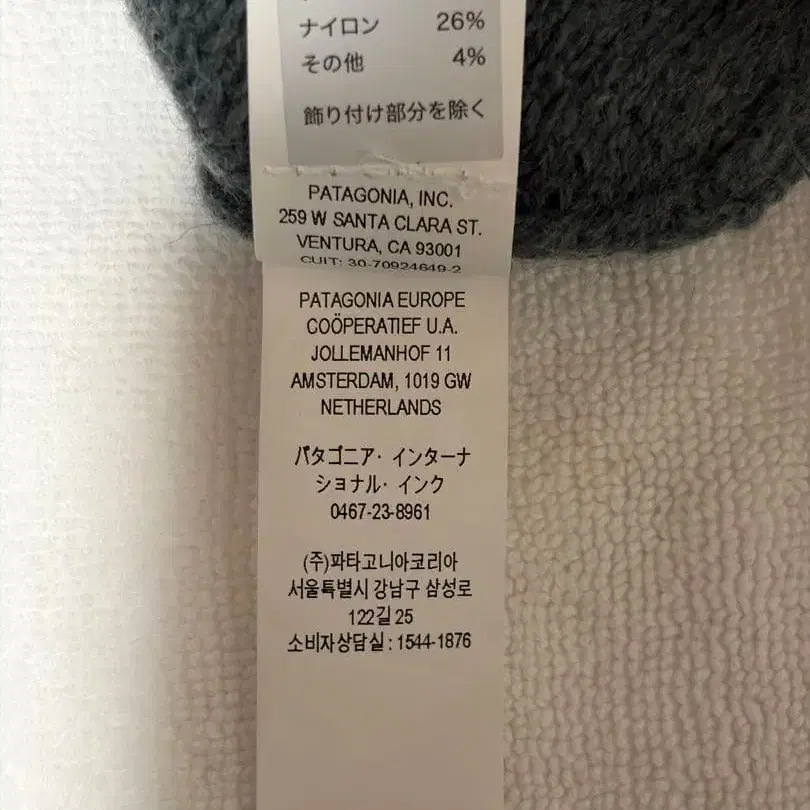 ナイロン 26%
その他 4%
飾り付け部分を除く
PATAGONIA, INC.
259 W SANTA CLARA ST.
VENTURA, CA 93001
CUIT: 30-70924649-2
PATAGONIA EUROPE
COÖPERATIEF U.A.
JOLLEMANHOF 11
AMSTERDAM, 1019 GW
NETHERLANDS
パタゴニア・インターナ
ショナル・インク
0467-23-8961
(주)파타고니아코리아
서울특별시 강남구 삼성로
122길 25
소비자상담실 : 1544-1876